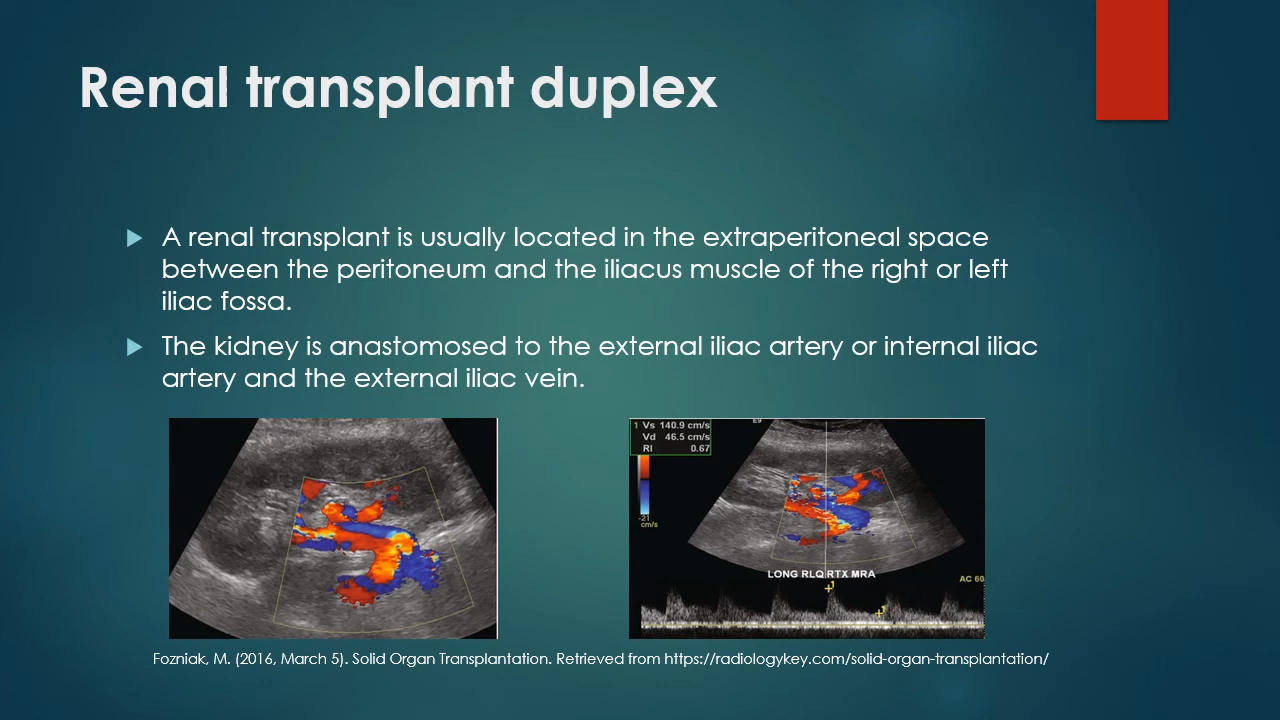 Renal transplant duplex
A renal transplant is usually located in the extraperitoneal space
between the peritoneum and the iliacus muscle of the right or left
iliac fossa.
The kidney is anastomosed to the external iliac artery or internal iliac
artery and the external iliac vein.
1 Vs 140.9 cm/s
Vd 46.5 cm/s
RI 0.67
E9
-21
cm/s
LONG RLQ RTX MRA
AC 60
1
1
Fozniak, M. (2016, March 5). Solid Organ Transplantation. Retrieved from https://radiologykey.com/solid-organ-transplantation/